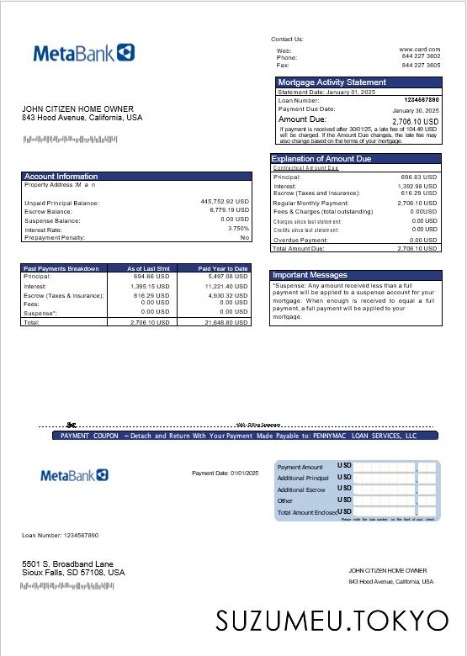 Contact Us:
MetaBank
Web: www.card.com
Phone: 844 227 3602
Fax: 844 227 3605
Mortgage Activity Statement
Statement Date: January 01, 2025
Loan Number: 1234567890
Payment Due Date: January 30, 2025
Amount Due: 2,706.10 USD
If payment is received after 30/01/25, a late fee of 104.49 USD
will be charged. If the Amount Due changes, the late fee may
also change based on the terms of your mortgage.
JOHN CITIZEN HOME OWNER
843 Hood Avenue, California, USA
Explanation of Amount Due
Contractual Amount Due
Principal: 696.83 USD
Interest: 1,392.98 USD
Escrow (Taxes and Insurance): 616.29 USD
Regular Monthly Payment: 2,706.10 USD
Fees & Charges (total outstanding) 0.00USD
Charges since last statement: 0.00 USD
Credits since last statement: 0.00 USD
Overdue Payment: 0.00 USD
Total Amount Due: 2,706.10 USD
Account Information
Property Address :M a n
Unpaid Principal Balance: 445,752.92 USD
Escrow Balance: 6,779.19 USD
Suspense Balance: 0.00 USD
Interest Rate: 3.750%
Prepayment Penalty: No
Past Payments Breakdown As of Last Stmt Paid Year to Date
Principal: 694.66 USD 5,497.08 USD
Interest: 1,395.15 USD 11,221.40 USD
Escrow (Taxes & Insurance): 616.29 USD 4,930.32 USD
Fees: 0.00 USD 0.00 USD
Suspense*: 0.00 USD 0.00 USD
Total: 2,706.10 USD 21,648.80 USD
Important Messages
*Suspense: Any amount received less than a full
payment will be applied to a suspense account for your
mortgage. When enough is received to equal a full
payment, a full payment will be applied to your
mortgage.
PAYMENT COUPON – Detach and Return With Your Payment Made Payable to: PENNYMAC LOAN SERVICES, LLC
MetaBank
Payment Date: 01/01/2025
Payment Amount USD
Additional Principal USD
Additional Escrow USD
Other USD
Total Amount Enclosed USD
Please write the loan number on the front of your check.
Loan Number: 1234567890
5501 S. Broadband Lane
Sioux Falls, SD 57108, USA
JOHN CITIZEN HOME OWNER
843 Hood Avenue, California, USA
SUZUMEU.TOKYO